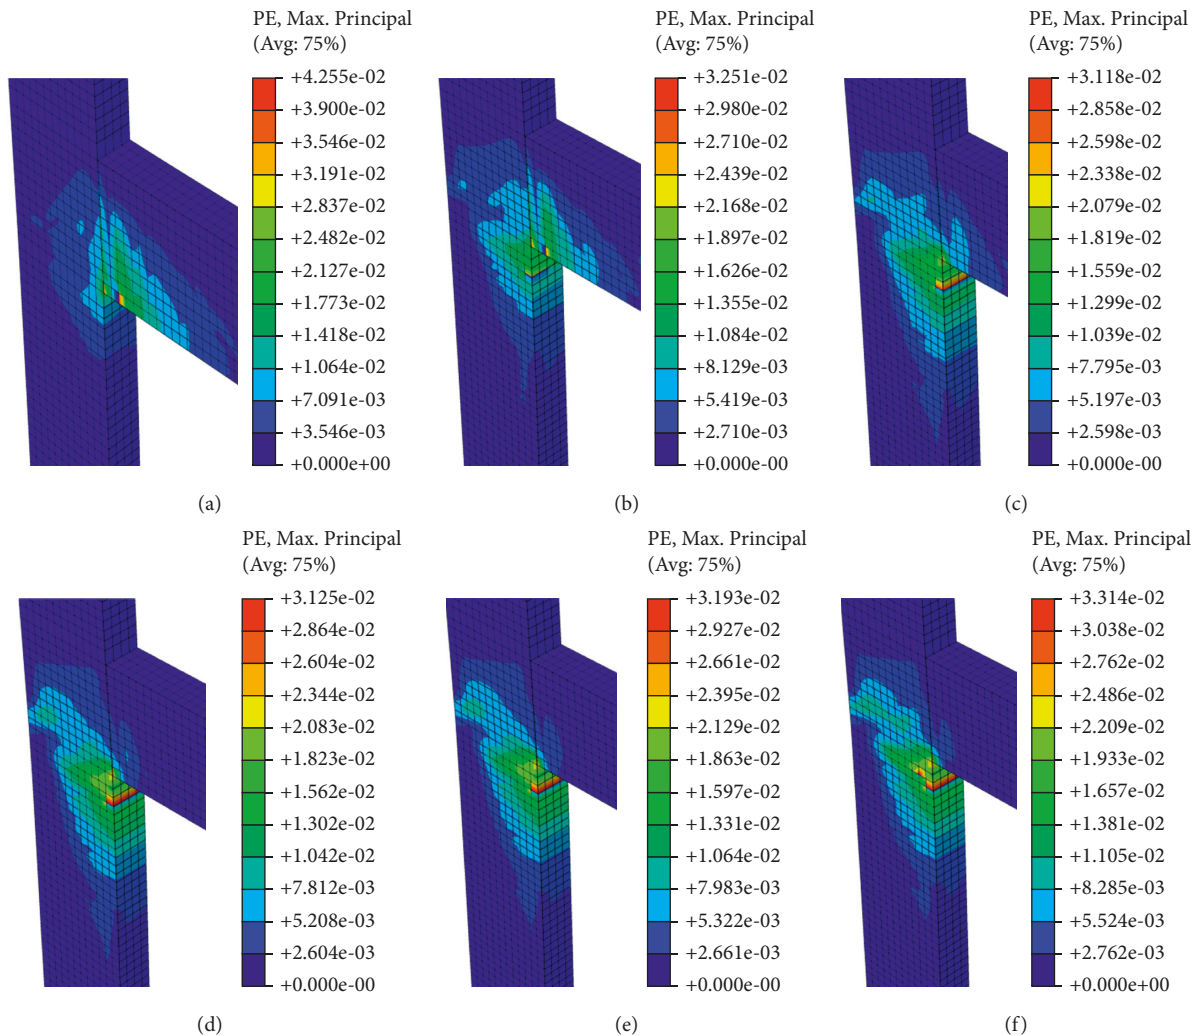 PE, Max. Principal
(Avg: 75%)
+4.255e-02
+3.900e-02
+3.546e-02
+3.191e-02
+2.837e-02
+2.482e-02
+2.127e-02
+1.773e-02
+1.418e-02
+1.064e-02
+7.091e-03
+3.546e-03
+0.000e+00
(a)
PE, Max. Principal
(Avg: 75%)
+3.251e-02
+2.980e-02
+2.710e-02
+2.439e-02
+2.168e-02
+1.897e-02
+1.626e-02
+1.355e-02
+1.084e-02
+8.129e-03
+5.419e-03
+2.710e-03
+0.000e-00
(b)
PE, Max. Principal
(Avg: 75%)
+3.118e-02
+2.858e-02
+2.598e-02
+2.338e-02
+2.079e-02
+1.819e-02
+1.559e-02
+1.299e-02
+1.039e-02
+7.795e-03
+5.197e-03
+2.598e-03
+0.000e-00
(c)
PE, Max. Principal
(Avg: 75%)
+3.125e-02
+2.864e-02
+2.604e-02
+2.344e-02
+2.083e-02
+1.823e-02
+1.562e-02
+1.302e-02
+1.042e-02
+7.812e-03
+5.208e-03
+2.604e-03
+0.000e-00
(d)
PE, Max. Principal
(Avg: 75%)
+3.193e-02
+2.927e-02
+2.661e-02
+2.395e-02
+2.129e-02
+1.863e-02
+1.597e-02
+1.331e-02
+1.064e-02
+7.983e-03
+5.322e-03
+2.661e-03
+0.000e-00
(e)
PE, Max. Principal
(Avg: 75%)
+3.314e-02
+3.038e-02
+2.762e-02
+2.486e-02
+2.209e-02
+1.933e-02
+1.657e-02
+1.381e-02
+1.105e-02
+8.285e-03
+5.524e-03
+2.762e-03
+0.000e+00
(f)